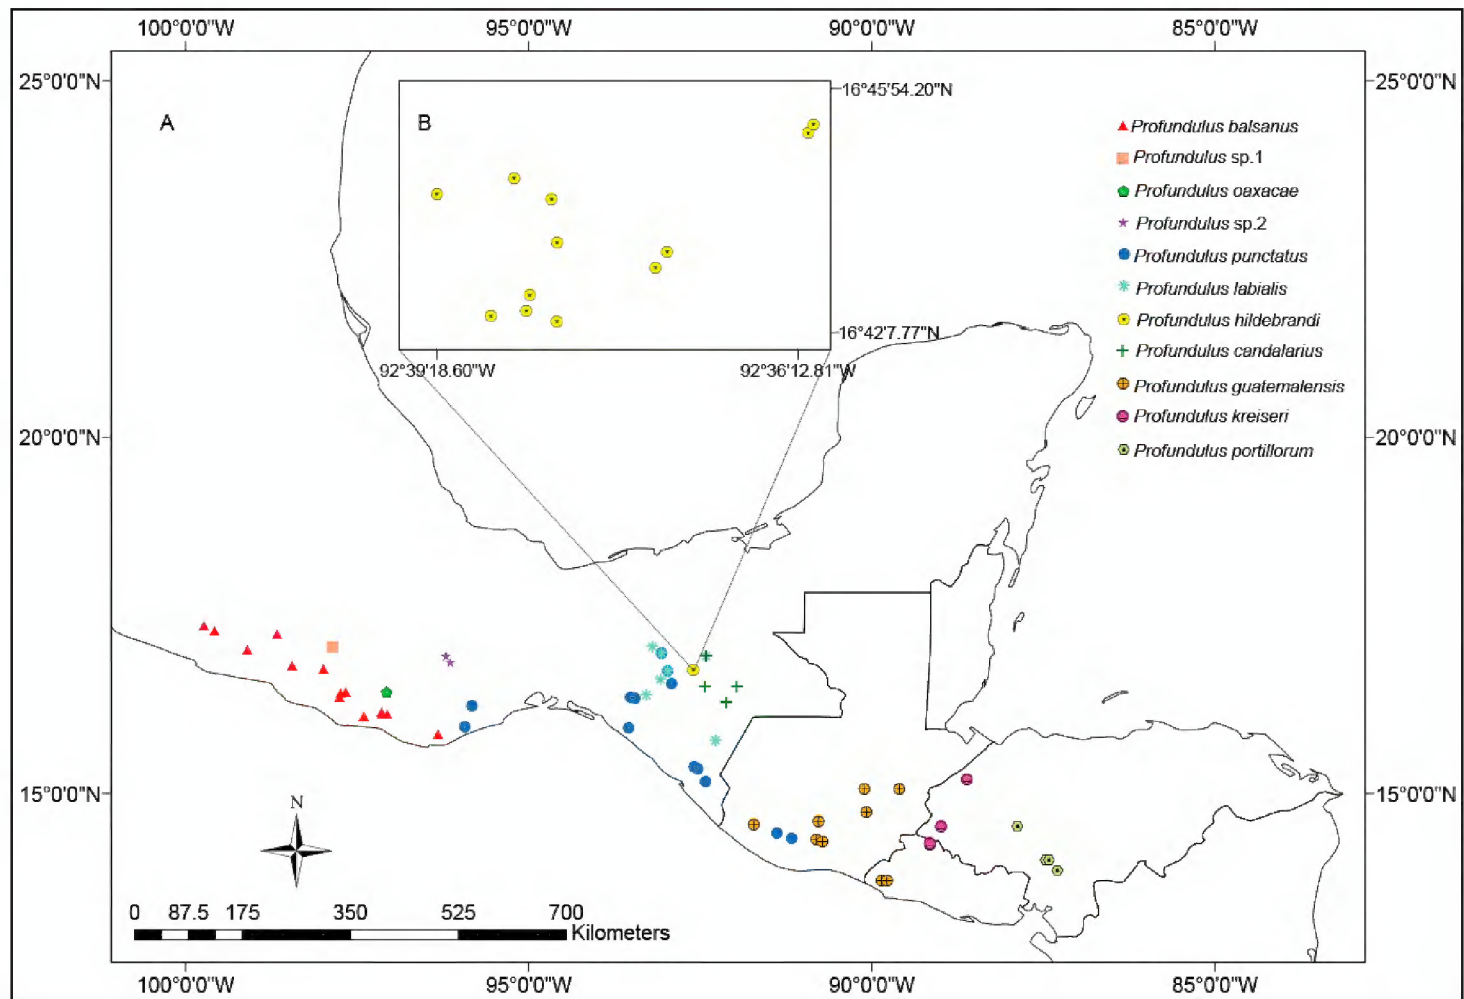 100°0'0"W 95°0'0"W 90°0'0"W 85°0'0"W
25°0'0"N 25°0'0"N
A
B
16°45'54.20"N
16°42'7.77"N
92°39'18.60"W 92°36'12.81"W
Profundulus balsanus
Profundulus sp.1
Profundulus oaxacae
Profundulus sp.2
Profundulus punctatus
Profundulus labialis
Profundulus hildebrandi
Profundulus candalarius
Profundulus guatemalensis
Profundulus kreiseri
Profundulus portillorum
20°0'0"N 20°0'0"N
15°0'0"N 15°0'0"N
N
0 87.5 175 350 525 700
Kilometers
100°0'0"W 95°0'0"W 90°0'0"W 85°0'0"W